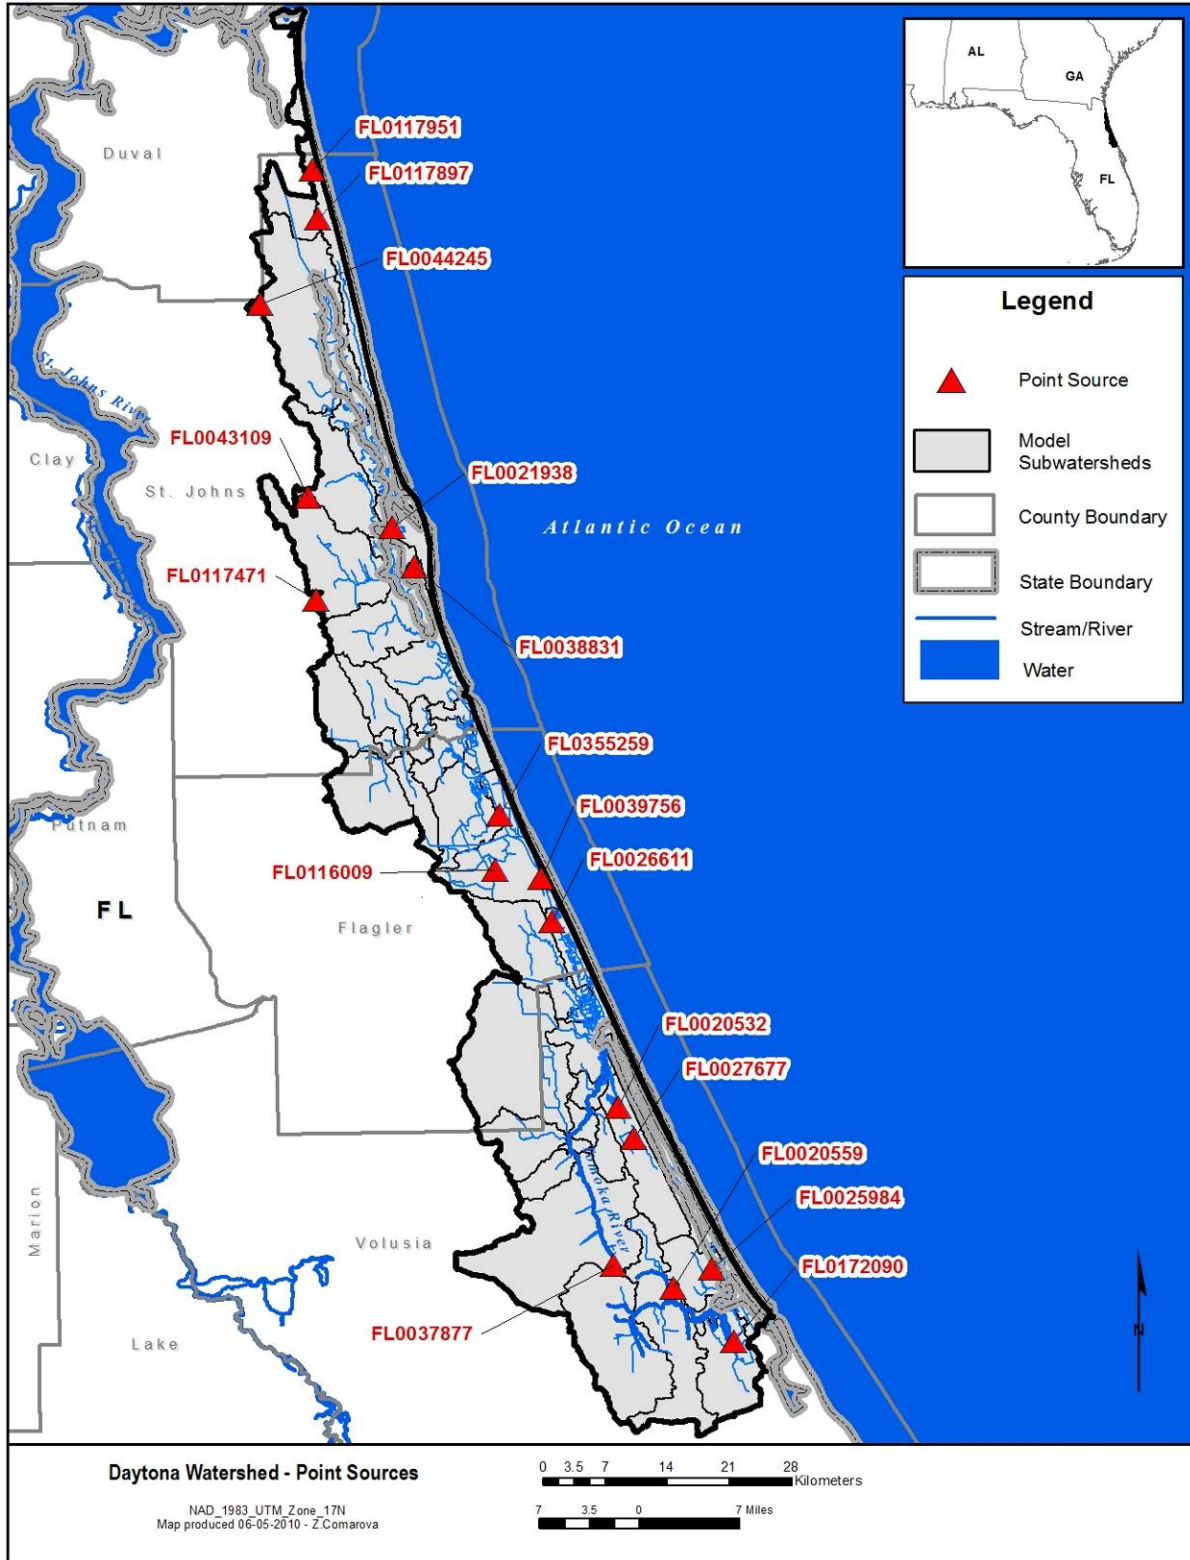 AL
GA
FL
Legend
Point Source
Model
Subwatersheds
County Boundary
State Boundary
Stream/River
Water
Duval
FL0117951
FL0117897
FL0044245
St. Johns River
Clay
St. Johns
FL0043109
FL0021938
Atlantic Ocean
FL0117471
FL0038831
FL0355259
FL0039756
FL0026611
FL0116009
Putnam
FL
Flagler
FL0020532
FL0027677
FL0020559
FL0025984
FL0172090
Tomoka River
Marion
Volusia
FL0037877
Lake
N
Daytona Watershed - Point Sources
NAD_1983_UTM_Zone_17N
Map produced 06-05-2010 - Z.Comarova
0 3.5 7 14 21 28
Kilometers
7 3.5 0 7 Miles